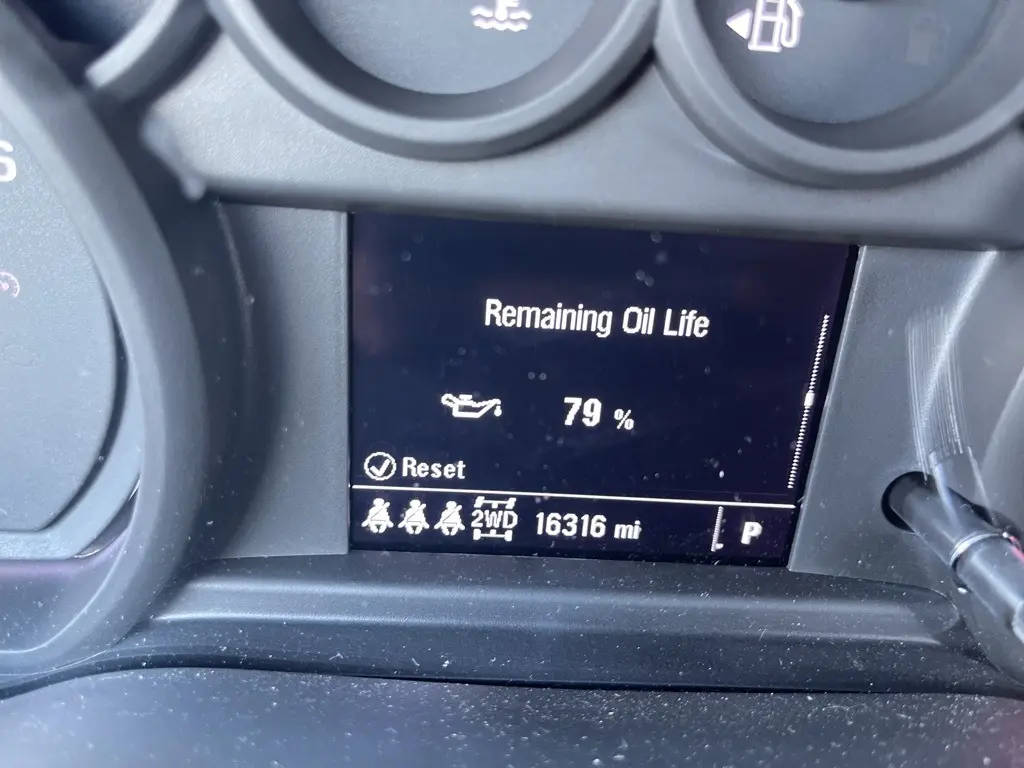 Remaining Oil Life
79 %
Reset
2WD 16316 mi P